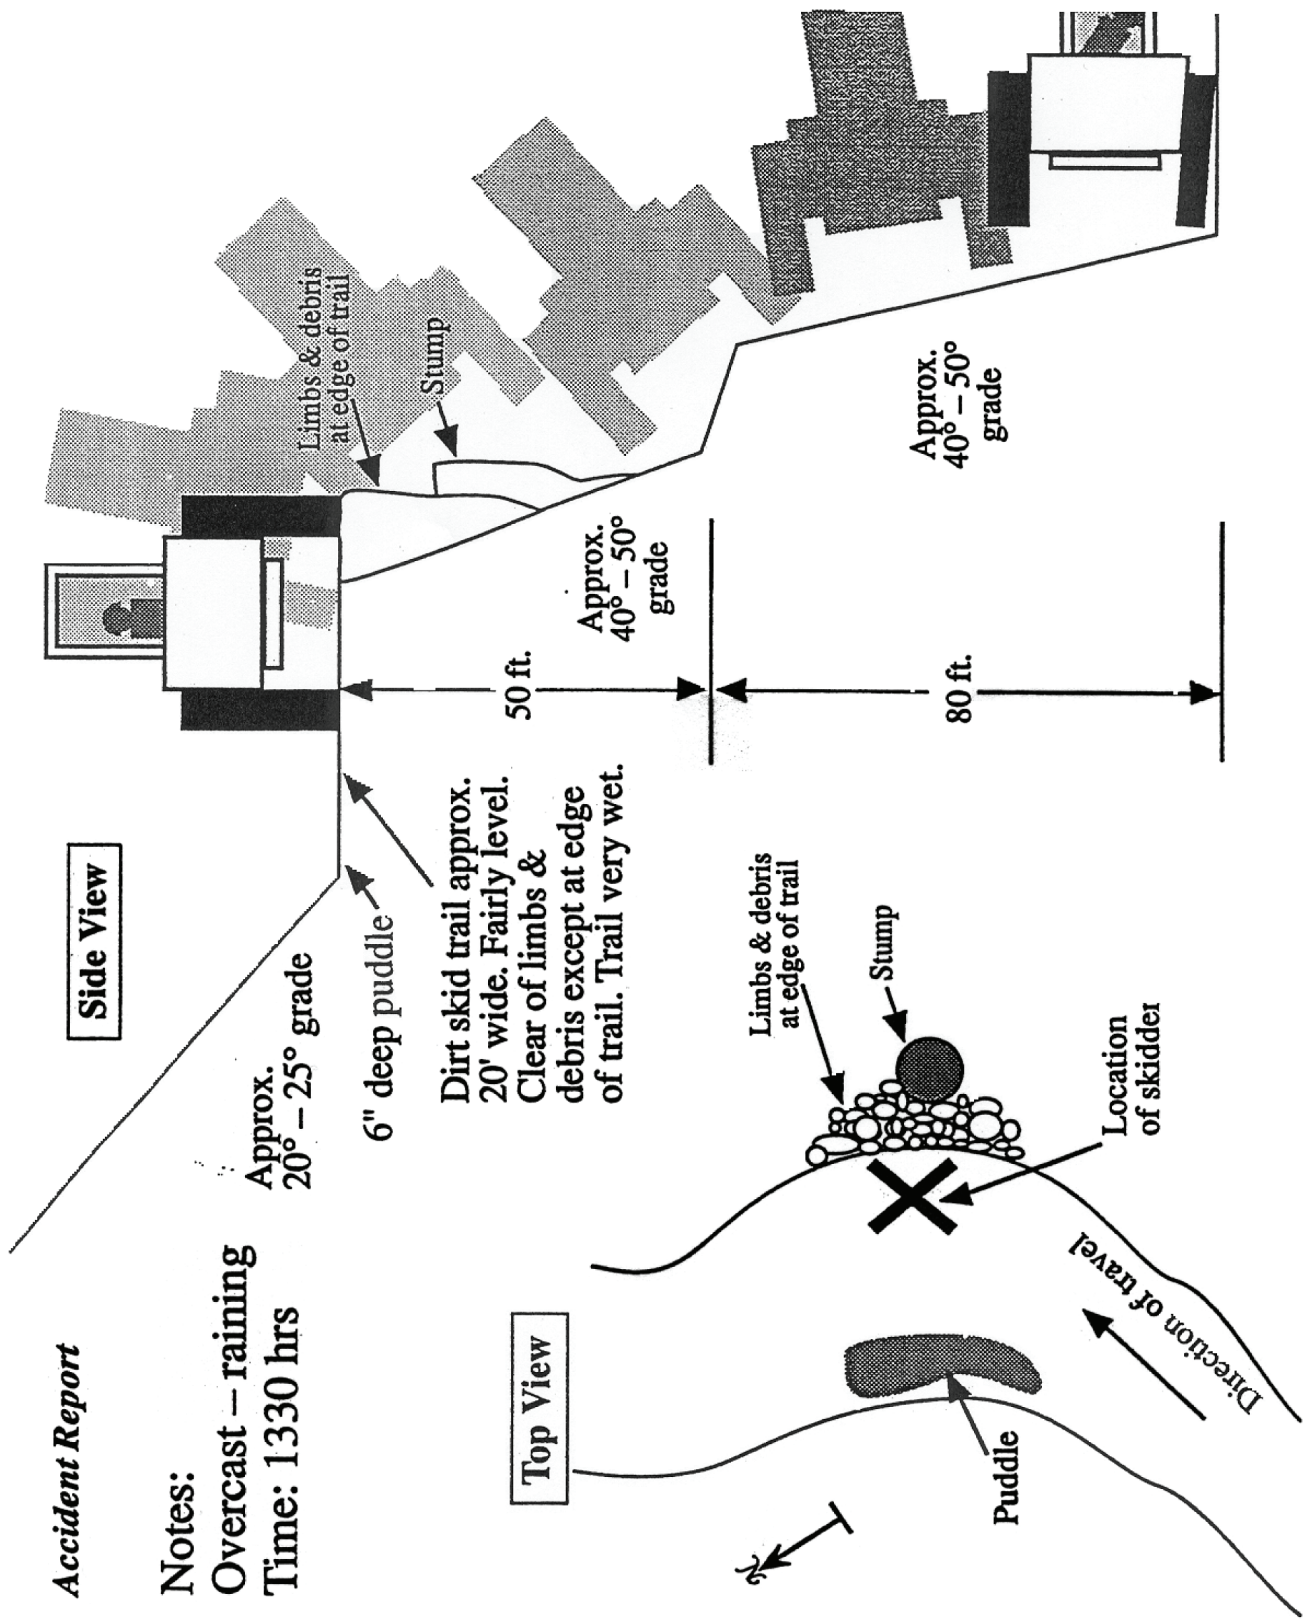 Accident Report
Notes:
Overcast – raining
Time: 1330 hrs
Side View
Approx.
20° – 25° grade
6" deep puddle
Dirt skid trail approx.
20' wide. Fairly level.
Clear of limbs &
debris except at edge
of trail. Trail very wet.
Limbs & debris
at edge of trail
Stump
Approx.
40° – 50°
grade
50 ft.
80 ft.
Approx.
40° – 50°
grade
Top View
Limbs & debris
at edge of trail
Stump
Location
of skidder
Puddle
Direction of travel
N